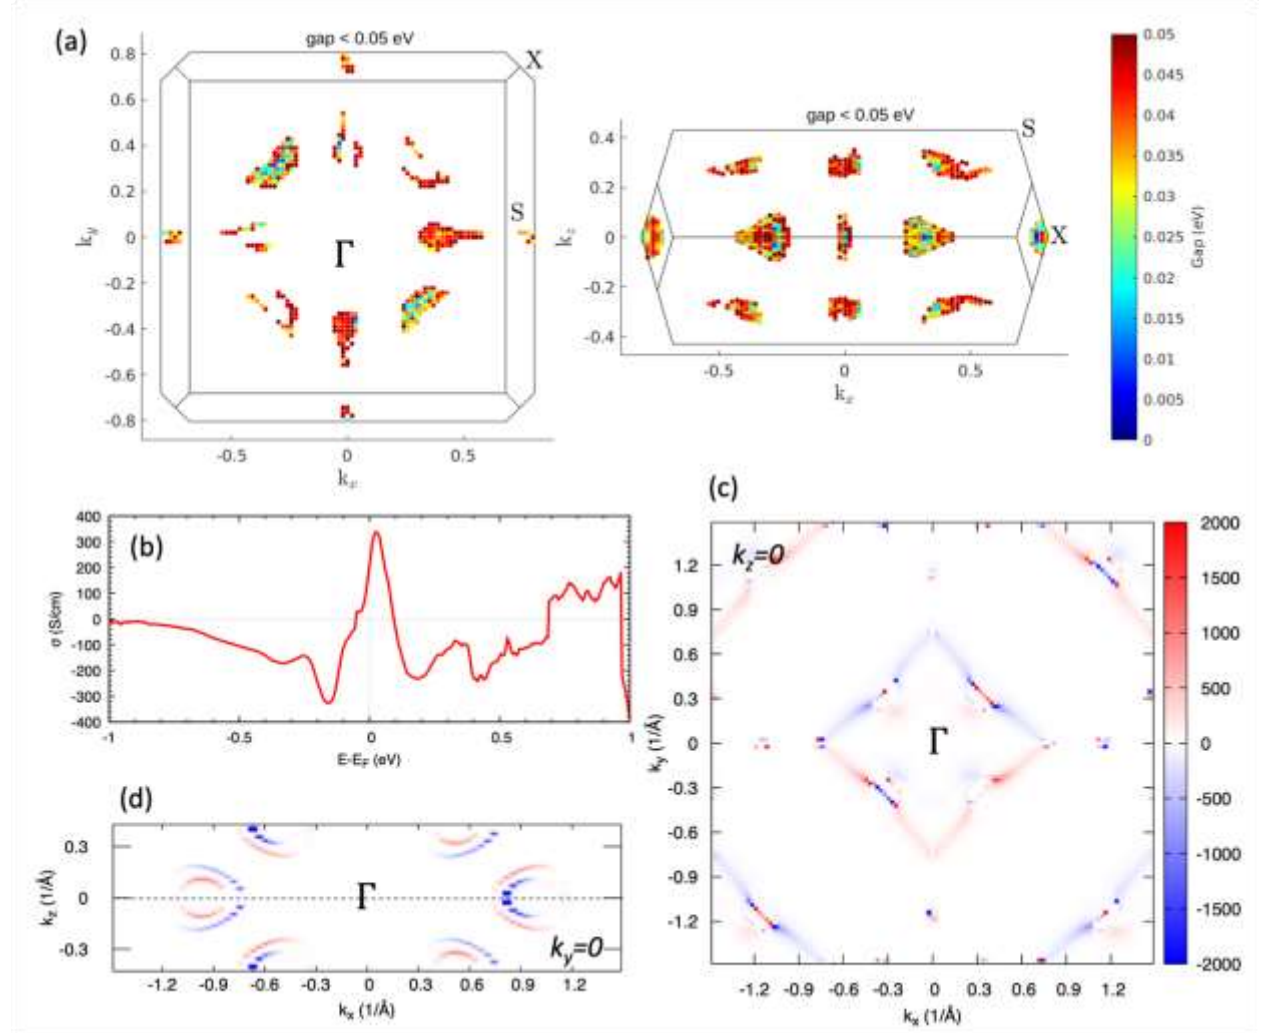 (a)
gap < 0.05 eV
0.8
0.6
0.4
0.2
0
-0.2
-0.4
-0.6
-0.8
k_y
-0.5 0 0.5
k_x
X
S
Γ
gap < 0.05 eV
0.4
0.2
0
-0.2
-0.4
k_z
-0.5 0 0.5
k_x
S
X
0.05
0.045
0.04
0.035
0.03
0.025
0.02
0.015
0.01
0.005
0
Gap (eV)
(b)
400
300
200
100
0
-100
-200
-300
-400
σ (S/cm)
-1 -0.5 0 0.5 1
E-E_F (eV)
(c)
k_z=0
1.2
0.9
0.6
0.3
0
-0.3
-0.6
-0.9
-1.2
k_y (1/Å)
Γ
-1.2 -0.9 -0.6 -0.3 0 0.3 0.6 0.9 1.2
k_x (1/Å)
2000
1500
1000
500
0
-500
-1000
-1500
-2000
(d)
0.3
0
-0.3
k_z (1/Å)
Γ
k_y=0
-1.2 -0.9 -0.6 -0.3 0 0.3 0.6 0.9 1.2
k_x (1/Å)